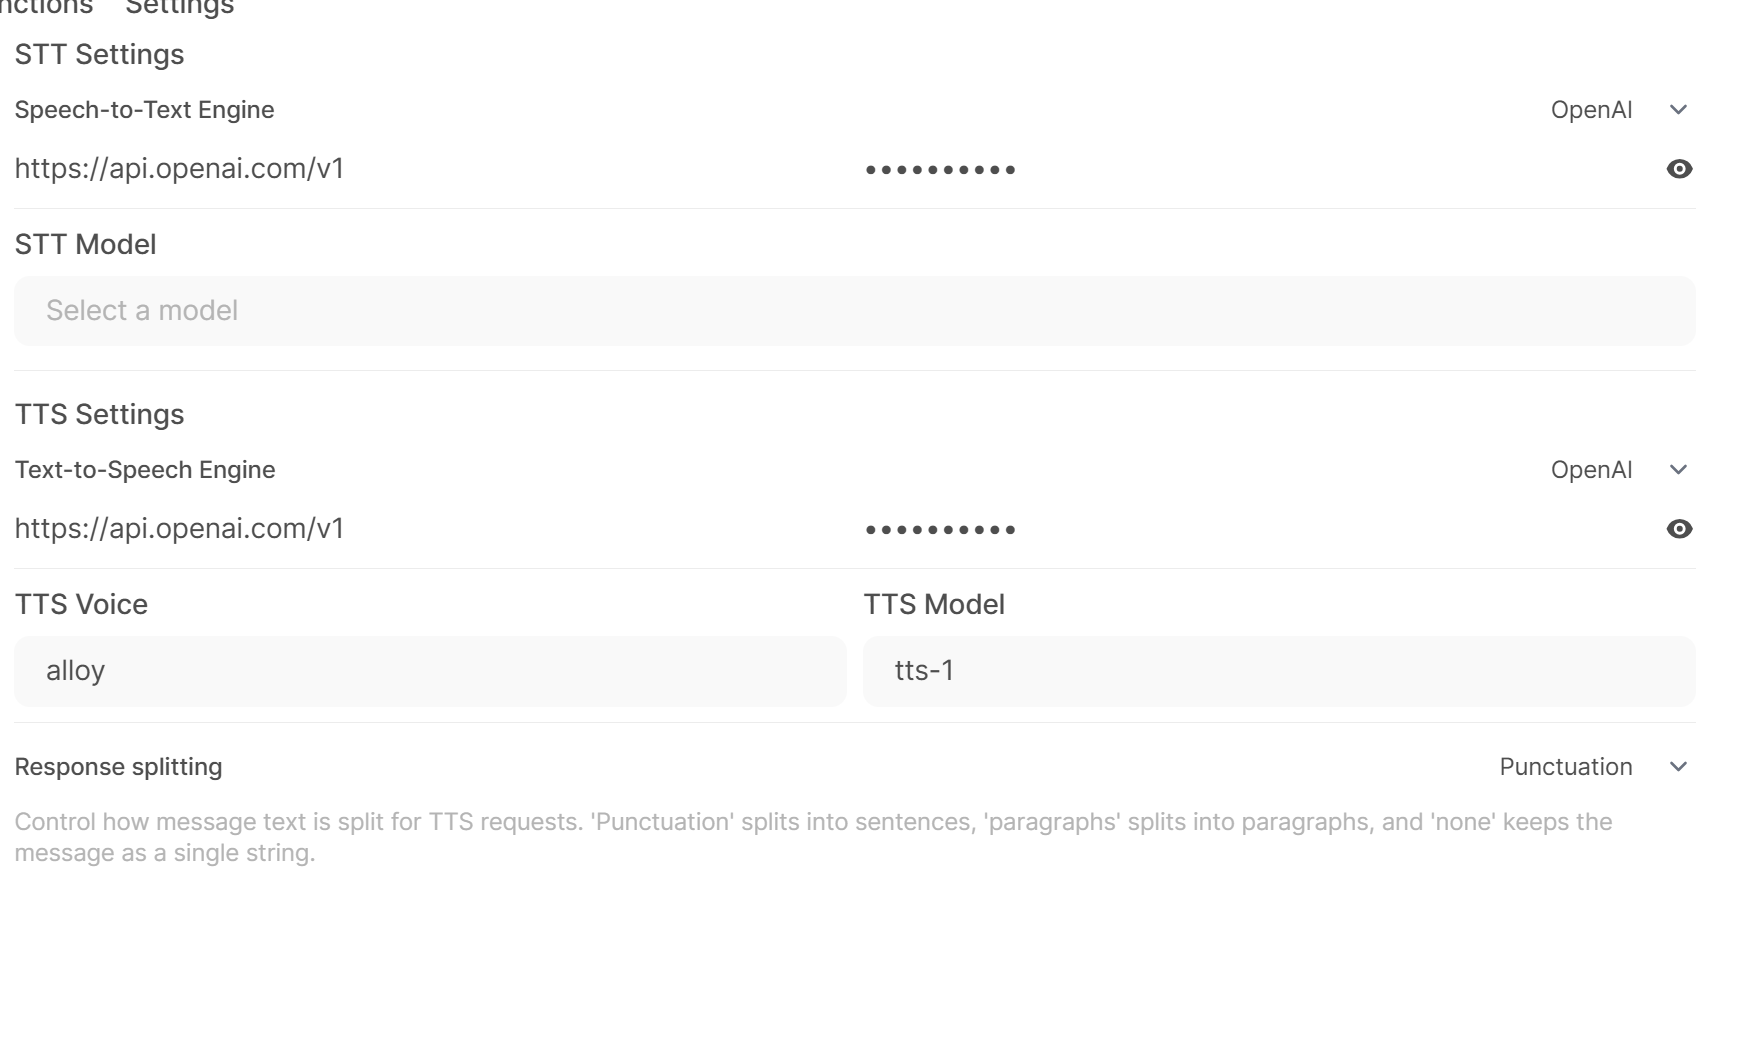 nctions Settings
STT Settings
Speech-to-Text Engine OpenAI
https://api.openai.com/v1 ••••••••••
STT Model
Select a model
TTS Settings
Text-to-Speech Engine OpenAI
https://api.openai.com/v1 ••••••••••
TTS Voice TTS Model
alloy tts-1
Response splitting Punctuation
Control how message text is split for TTS requests. 'Punctuation' splits into sentences, 'paragraphs' splits into paragraphs, and 'none' keeps the
message as a single string.